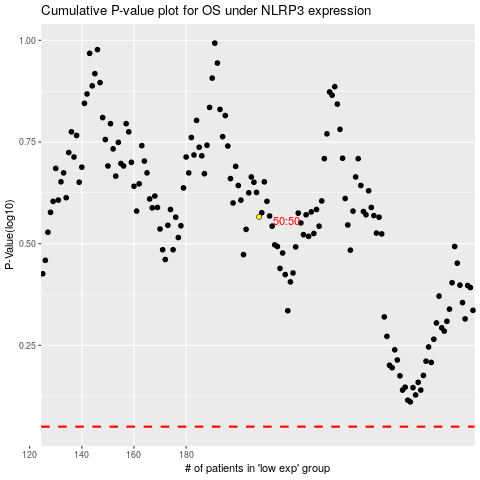 Cumulative P-value plot for OS under NLRP3 expression
P-Value(log10)
1.00
0.75
0.50
0.25
50:50
120 140 160 180
# of patients in 'low exp' group